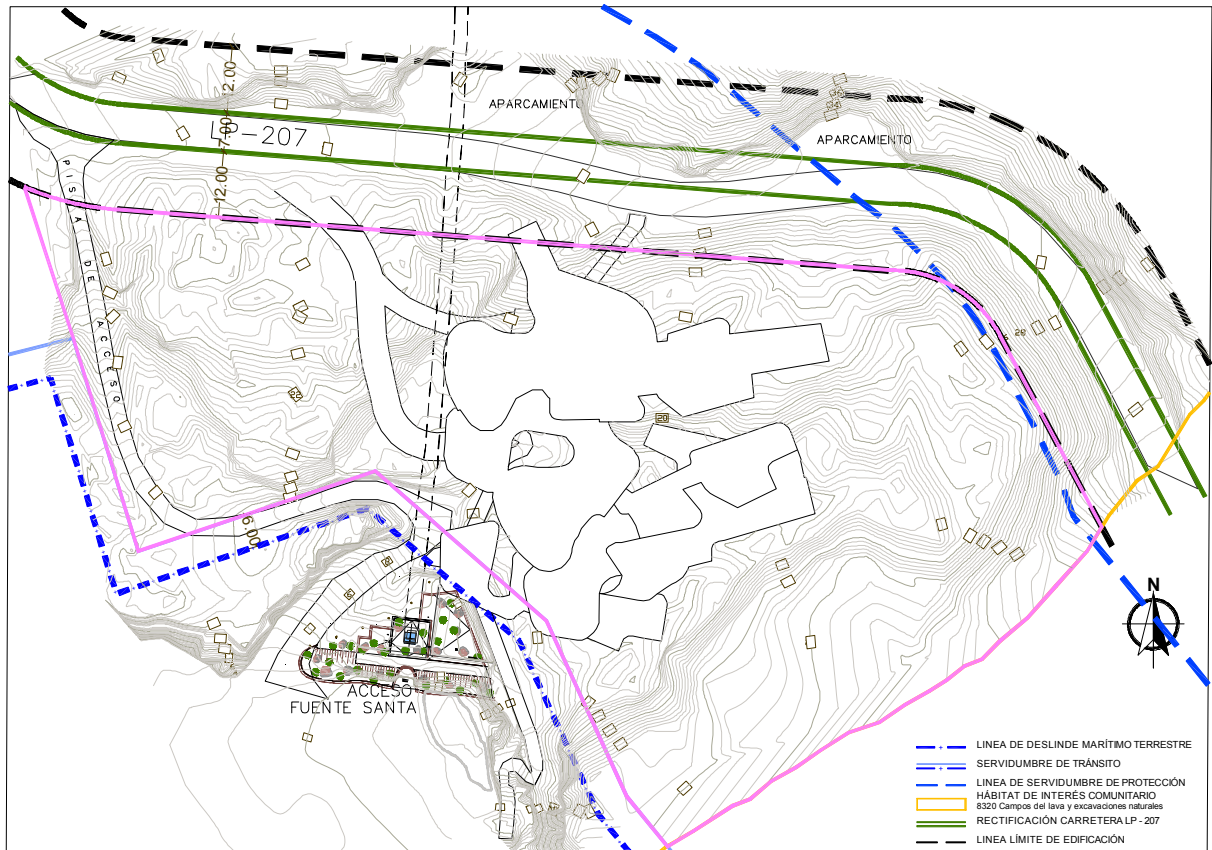 APARCAMIENTO
APARCAMIENTO
LP-207
12.00
7.00
12.00
PISTA DE ACCESO
28
20
6.00
N
ACCESO
FUENTE SANTA
LINEA DE DESLINDE MARÍTIMO TERRESTRE
SERVIDUMBRE DE TRÁNSITO
LINEA DE SERVIDUMBRE DE PROTECCIÓN
HÁBITAT DE INTERÉS COMUNITARIO
8320 Campos del lava y excavaciones naturales
RECTIFICACIÓN CARRETERA LP - 207
LINEA LÍMITE DE EDIFICACIÓN